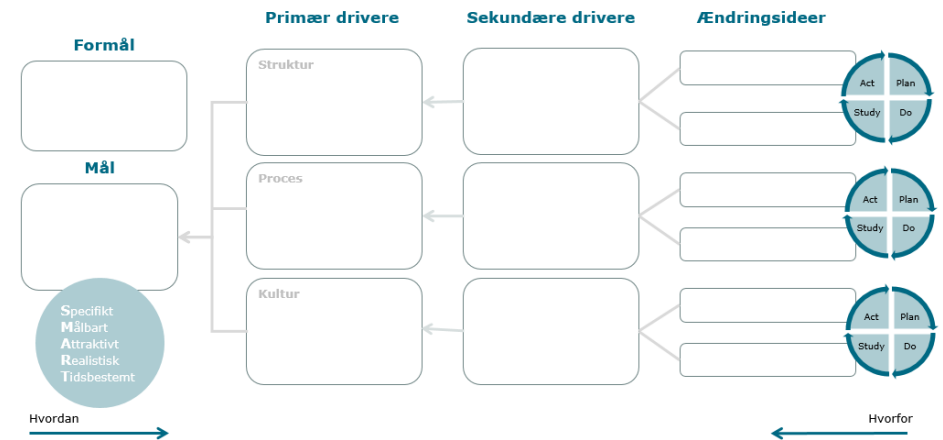 Primær drivere
Sekundære drivere
Ændringsideer
Formål
Mål
Struktur
Proces
Kultur
Act
Plan
Study
Do
Act
Plan
Study
Do
Act
Plan
Study
Do
Specifikt
Målbart
Attraktivt
Realistisk
Tidsbestemt
Hvordan
Hvorfor